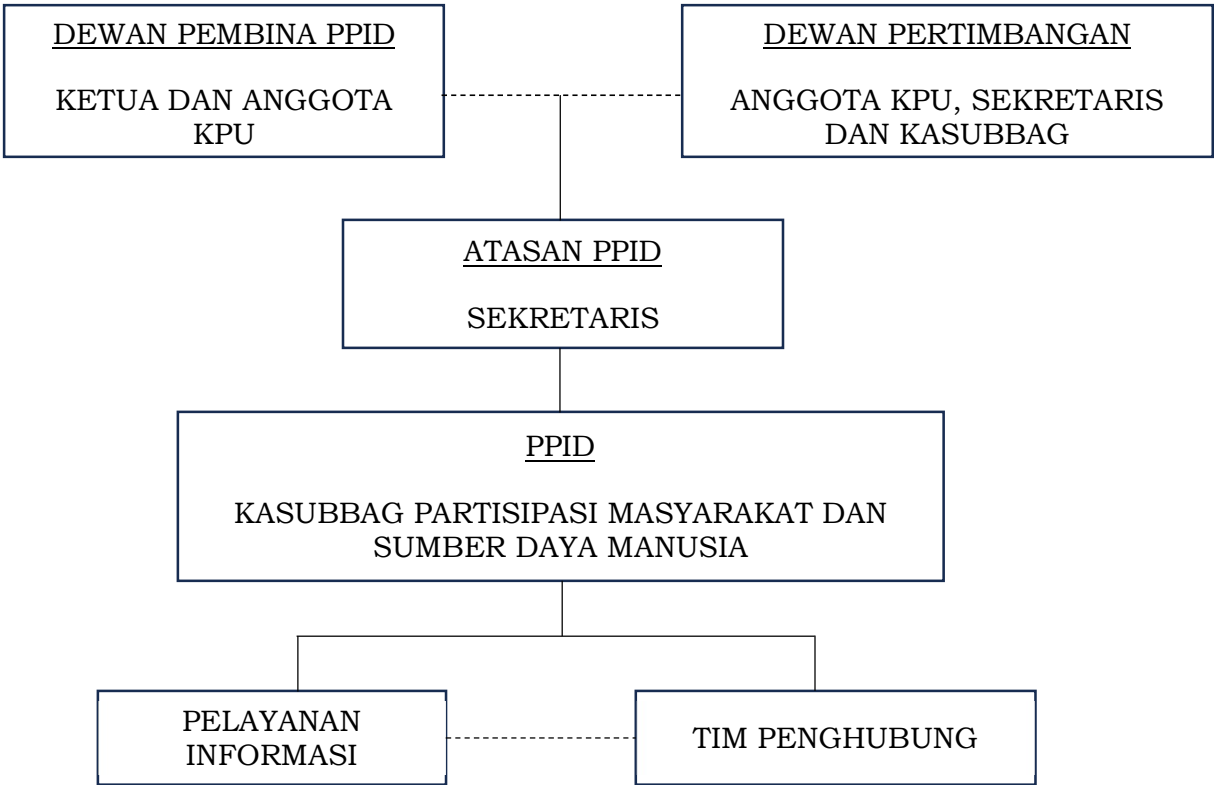 DEWAN PEMBINA PPID
KETUA DAN ANGGOTA
KPU
DEWAN PERTIMBANGAN
ANGGOTA KPU, SEKRETARIS
DAN KASUBBAG
ATASAN PPID
SEKRETARIS
PPID
KASUBBAG PARTISIPASI MASYARAKAT DAN
SUMBER DAYA MANUSIA
PELAYANAN
INFORMASI
TIM PENGHUBUNG